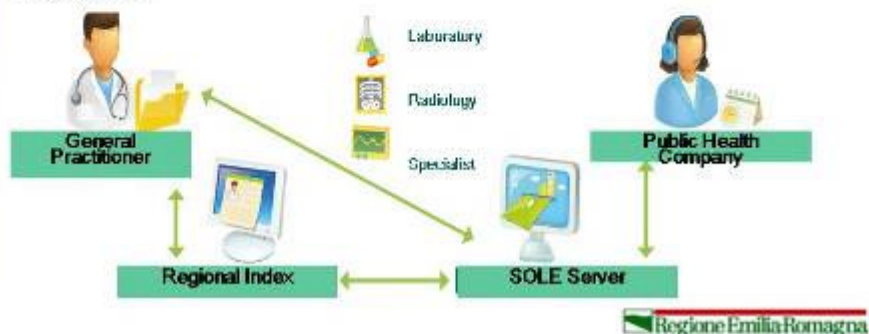 Laboratory
Radiology
Specialist
General
Practitioner
Public Health
Company
Regional Index
SOLE Server
Regione Emilia-Romagna